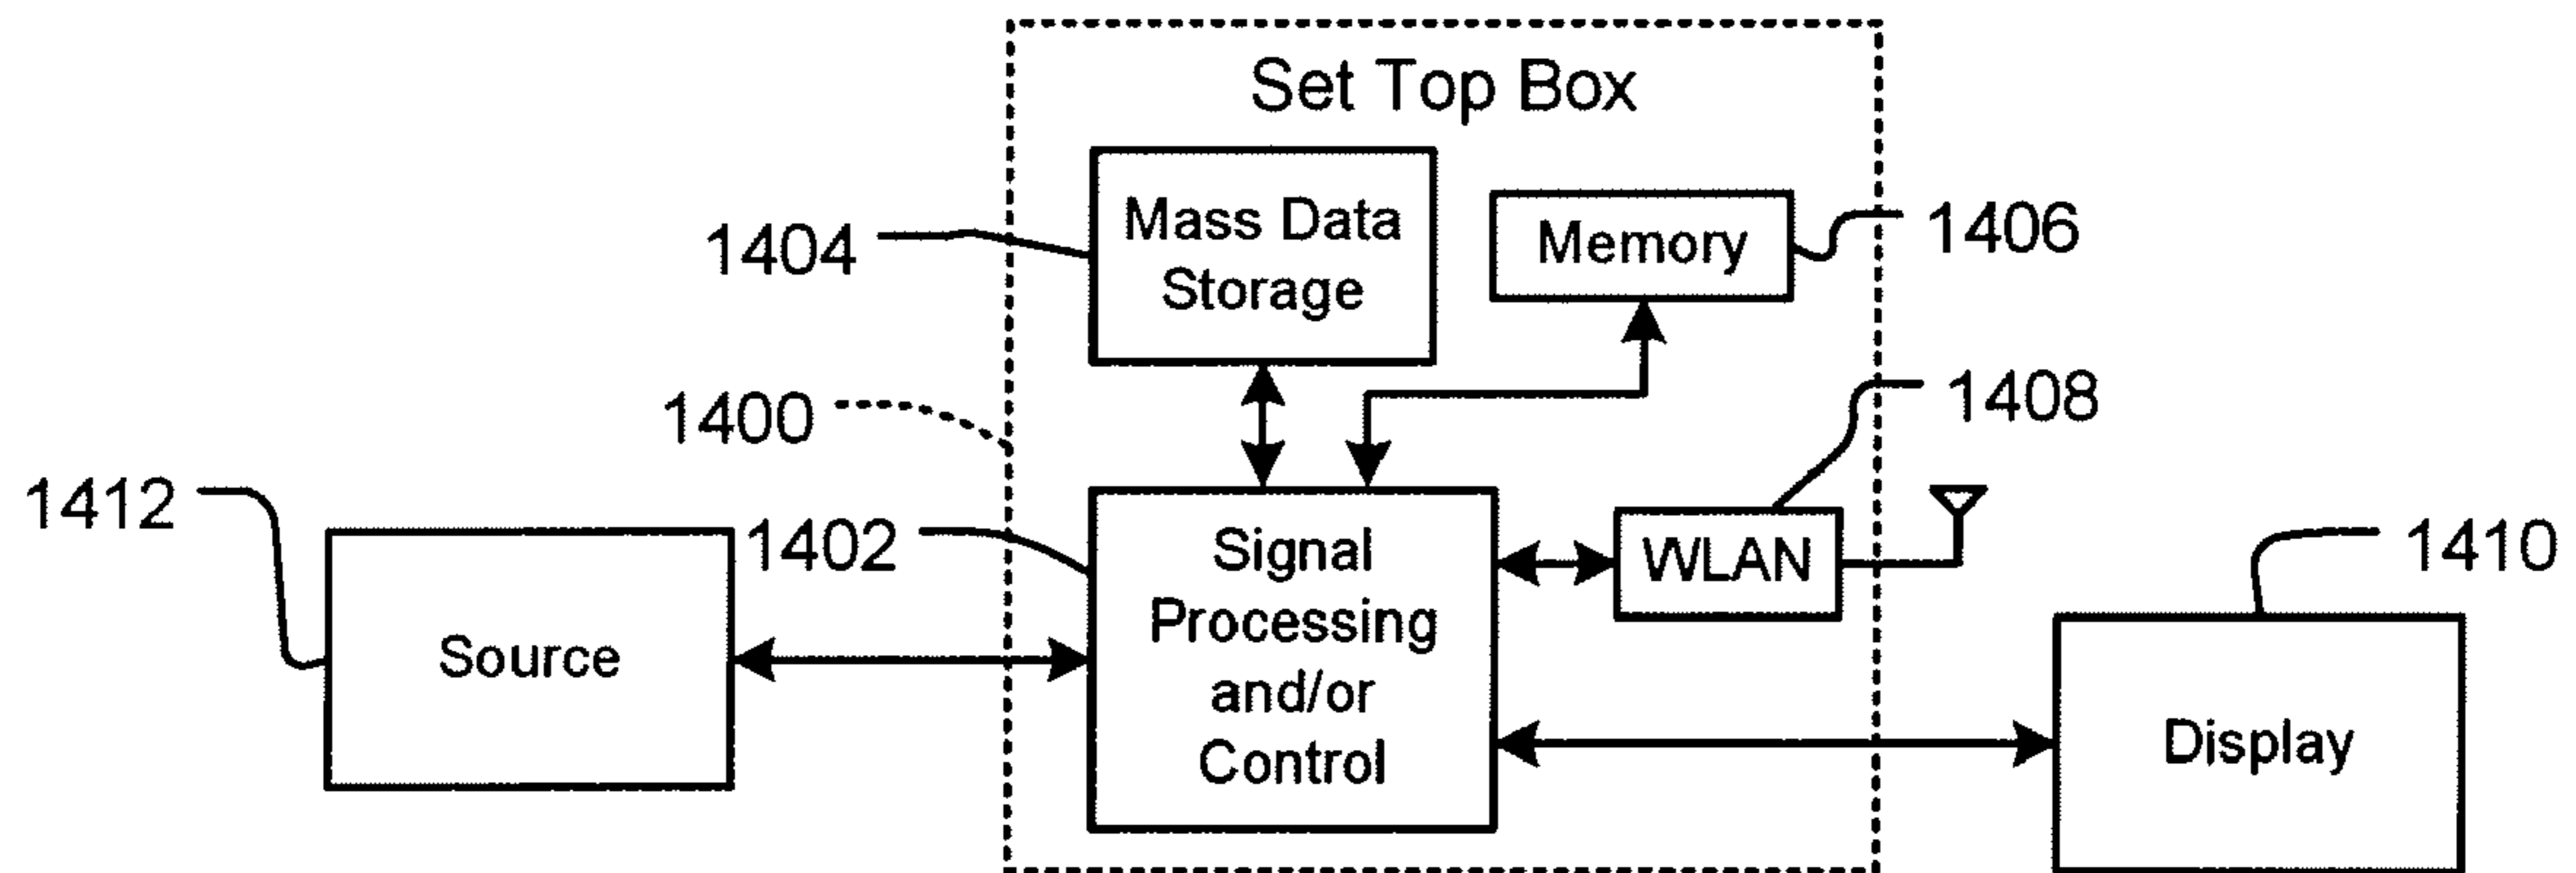 Set Top Box
Mass Data
Storage
1404
Memory
1406
1400
1408
1412
1402
Signal
Processing
and/or
Control
WLAN
1410
Source
Display